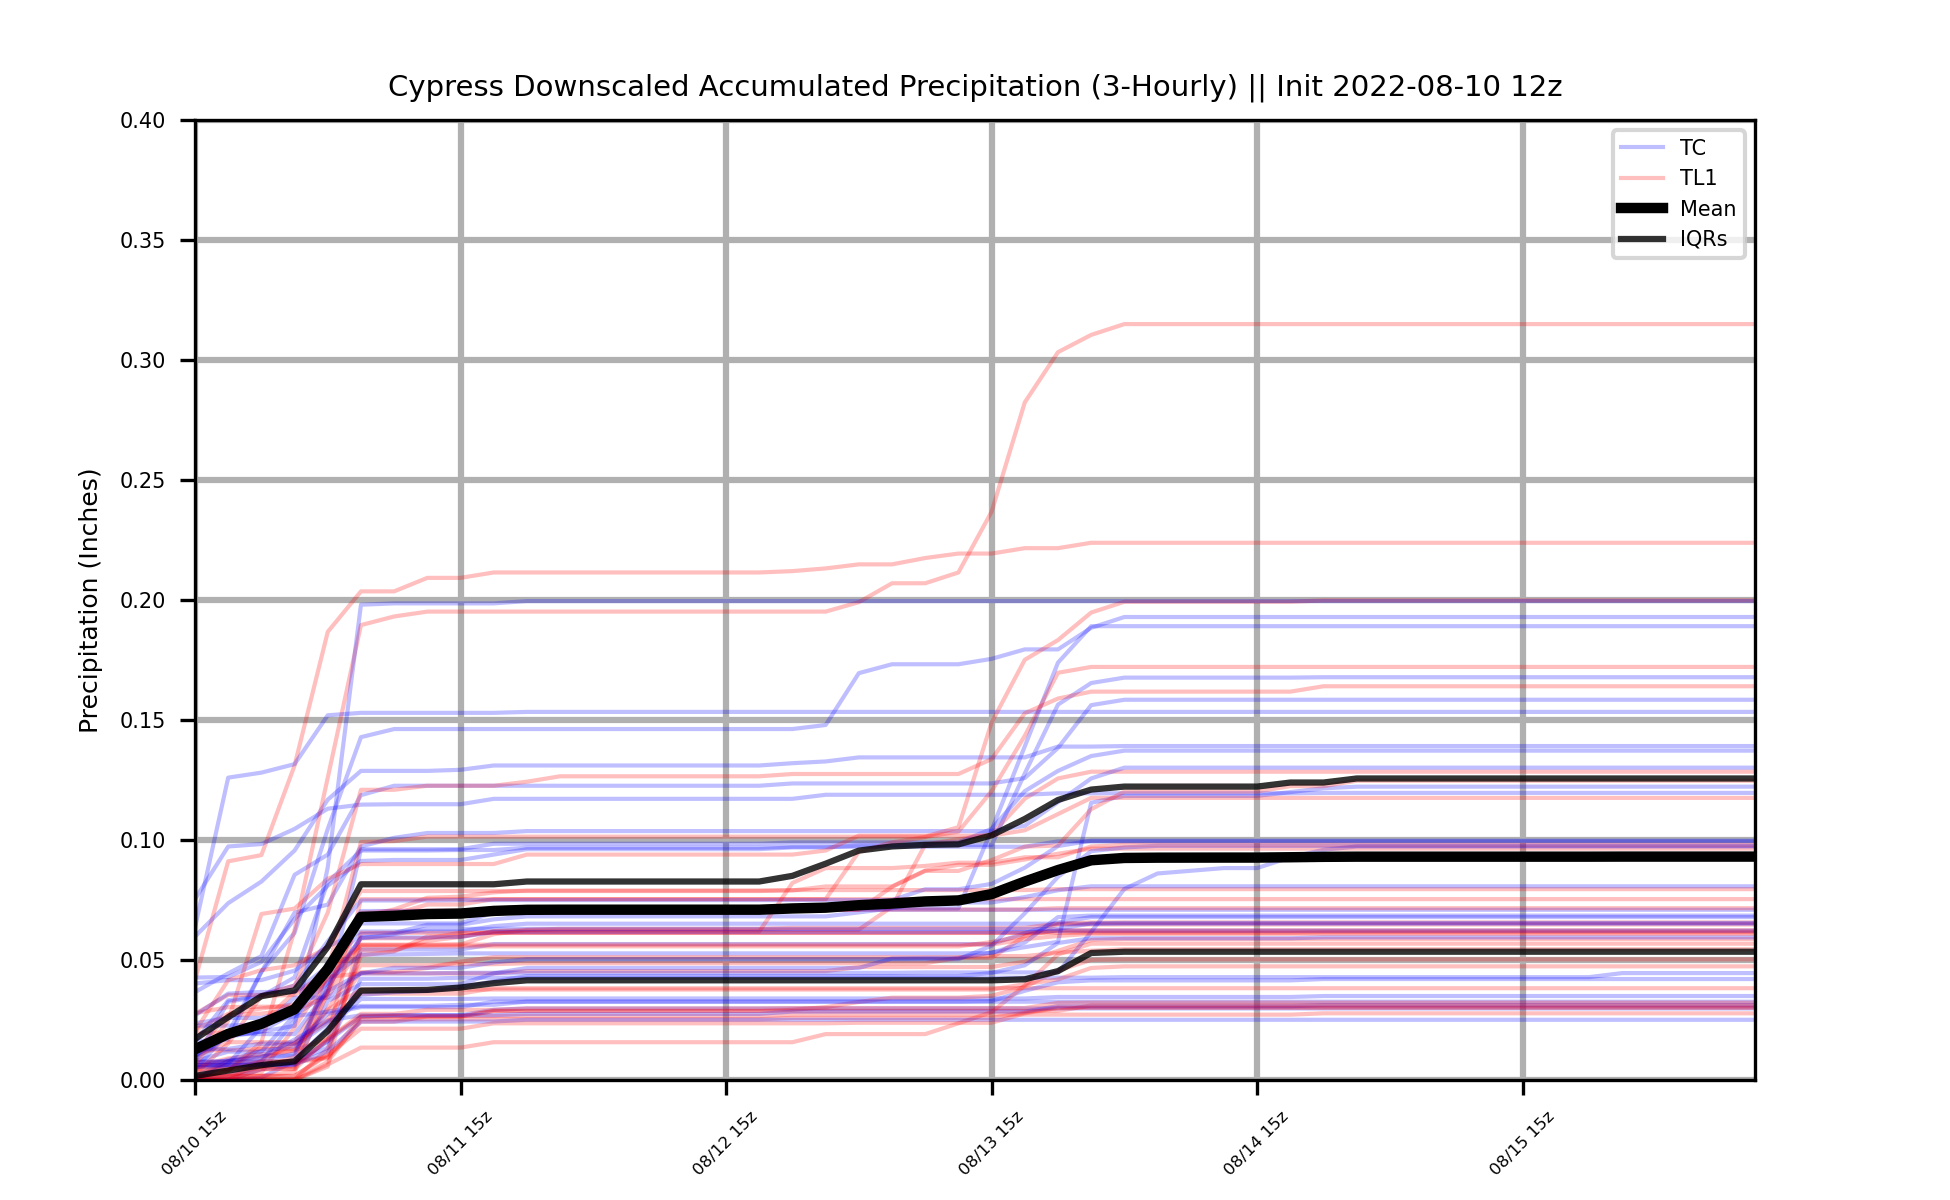 Cypress Downscaled Accumulated Precipitation (3-Hourly) || Init 2022-08-10 12z
Precipitation (Inches)
0.40
0.35
0.30
0.25
0.20
0.15
0.10
0.05
0.00
TC
TL1
Mean
IQRs
08/10 15z
08/11 15z
08/12 15z
08/13 15z
08/14 15z
08/15 15z